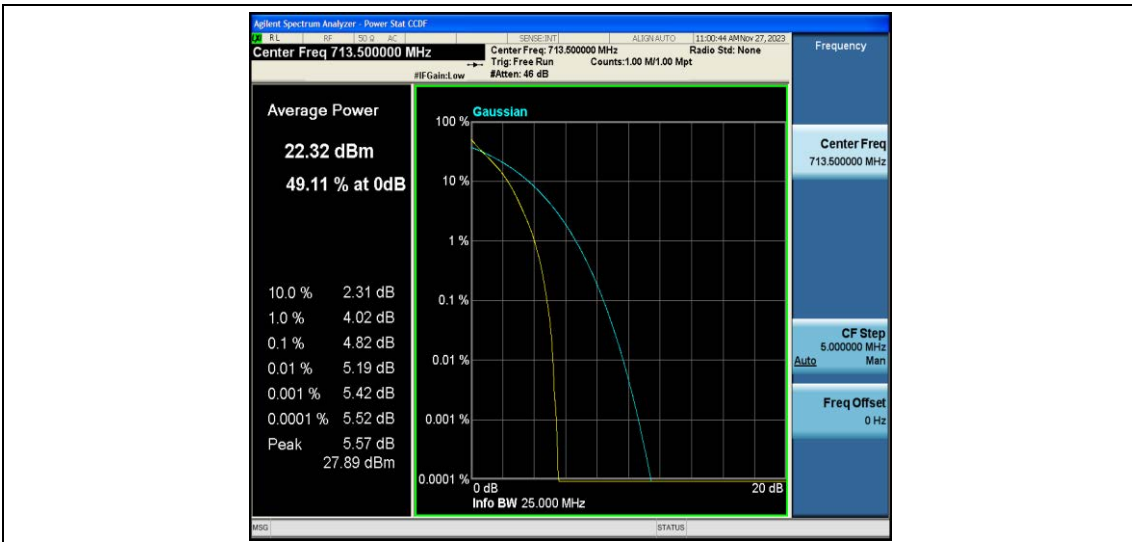 Agilent Spectrum Analyzer - Power Stat CCDF
RL RF 50 Ω AC SENSE:INT ALIGNAUTO 11:00:44 AMNov 27, 2023
Center Freq 713.500000 MHz
Center Freq: 713.500000 MHz Radio Std: None
Trig: Free Run Counts:1.00 M/1.00 Mpt
#IFGain:Low #Atten: 46 dB
Frequency
Average Power
22.32 dBm
49.11 % at 0dB
10.0 % 2.31 dB
1.0 % 4.02 dB
0.1 % 4.82 dB
0.01 % 5.19 dB
0.001 % 5.42 dB
0.0001 % 5.52 dB
Peak 5.57 dB
27.89 dBm
Gaussian
100 %
10 %
1 %
0.1 %
0.01 %
0.001 %
0.0001 %
0 dB 20 dB
Info BW 25.000 MHz
Center Freq
713.500000 MHz
CF Step
5.000000 MHz
Auto Man
Freq Offset
0 Hz
MSG STATUS